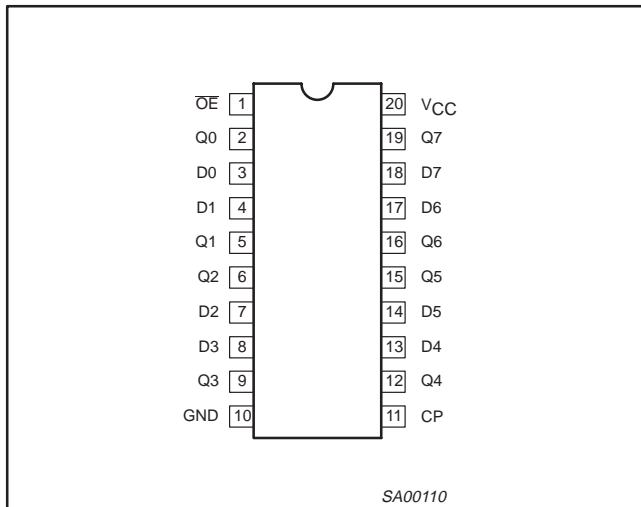 O̅E̅ 1 20 VCC
Q0 2 19 Q7
D0 3 18 D7
D1 4 17 D6
Q1 5 16 Q6
Q2 6 15 Q5
D2 7 14 D5
D3 8 13 D4
Q3 9 12 Q4
GND 10 11 CP
SA00110